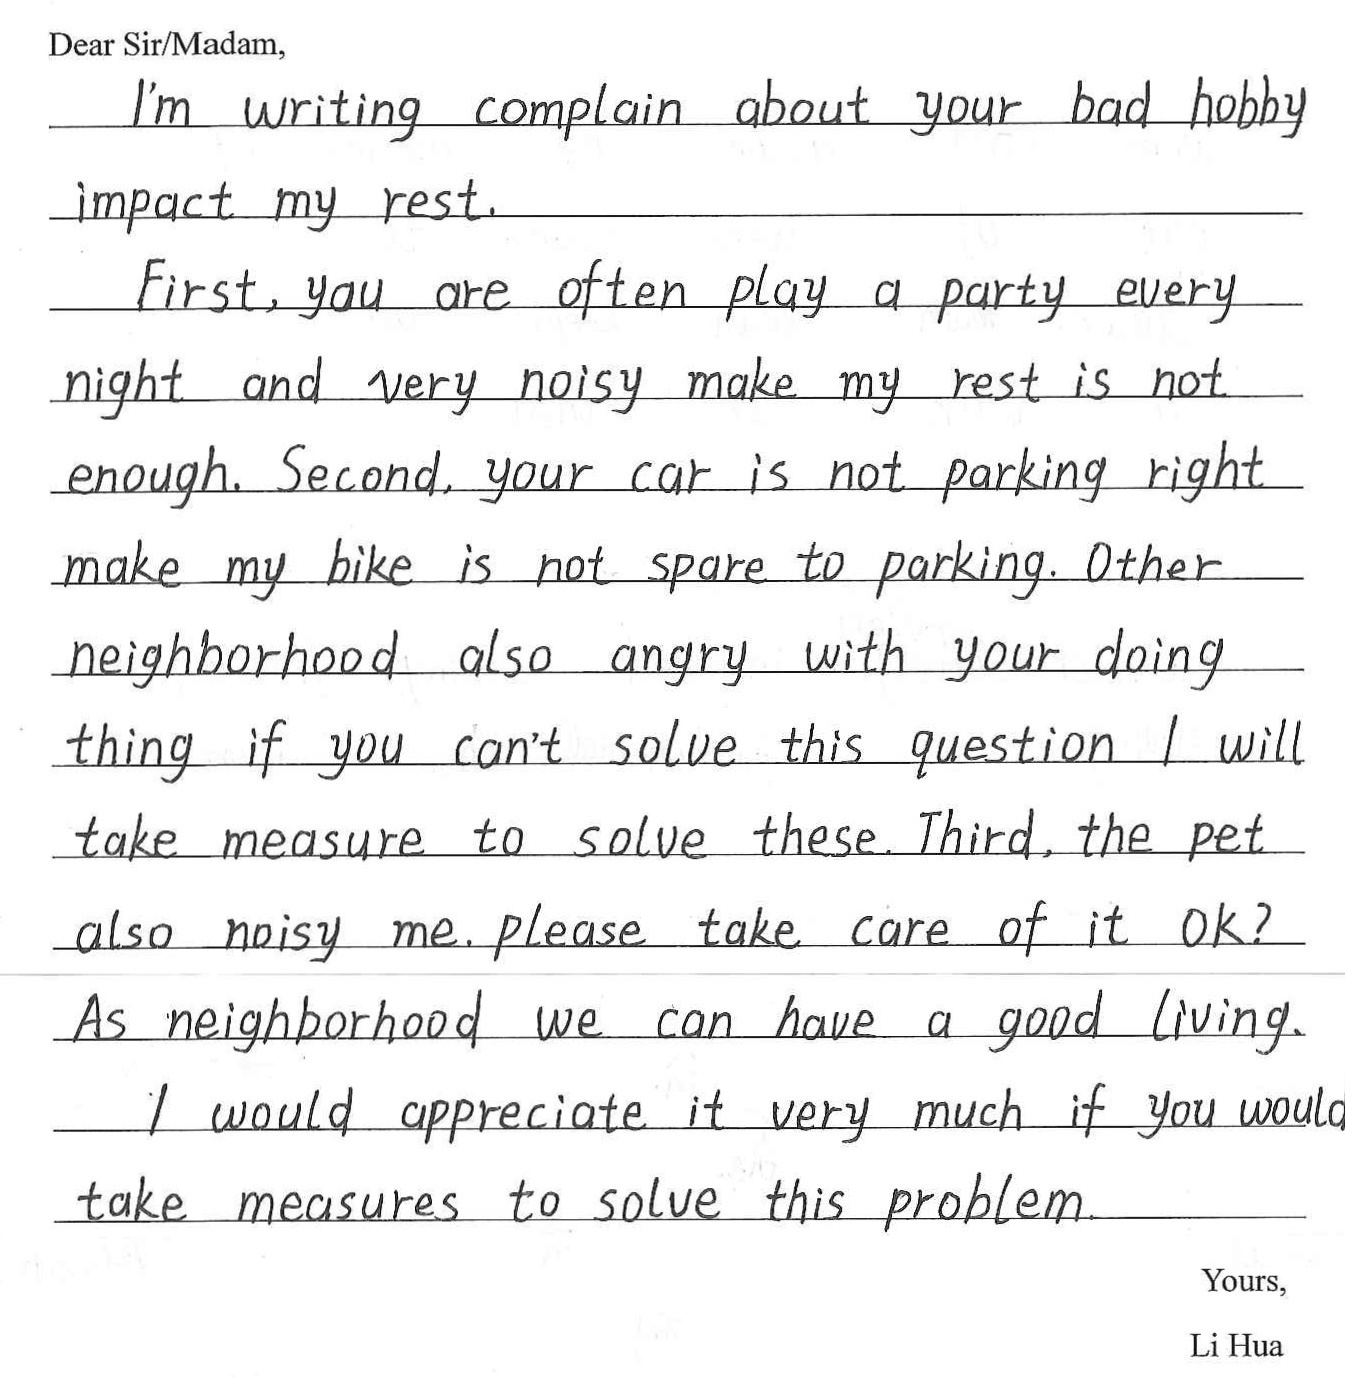 Dear Sir/Madam,
I'm writing complain about your bad hobby
impact my rest.
First, you are often play a party every
night and very noisy make my rest is not
enough. Second, your car is not parking right
make my bike is not spare to parking. Other
neighborhood also angry with your doing
thing if you can't solve this question I will
take measure to solve these. Third, the pet
also noisy me. please take care of it OK?
As neighborhood we can have a good living.
I would appreciate it very much if you would
take measures to solve this problem.
Yours,
Li Hua